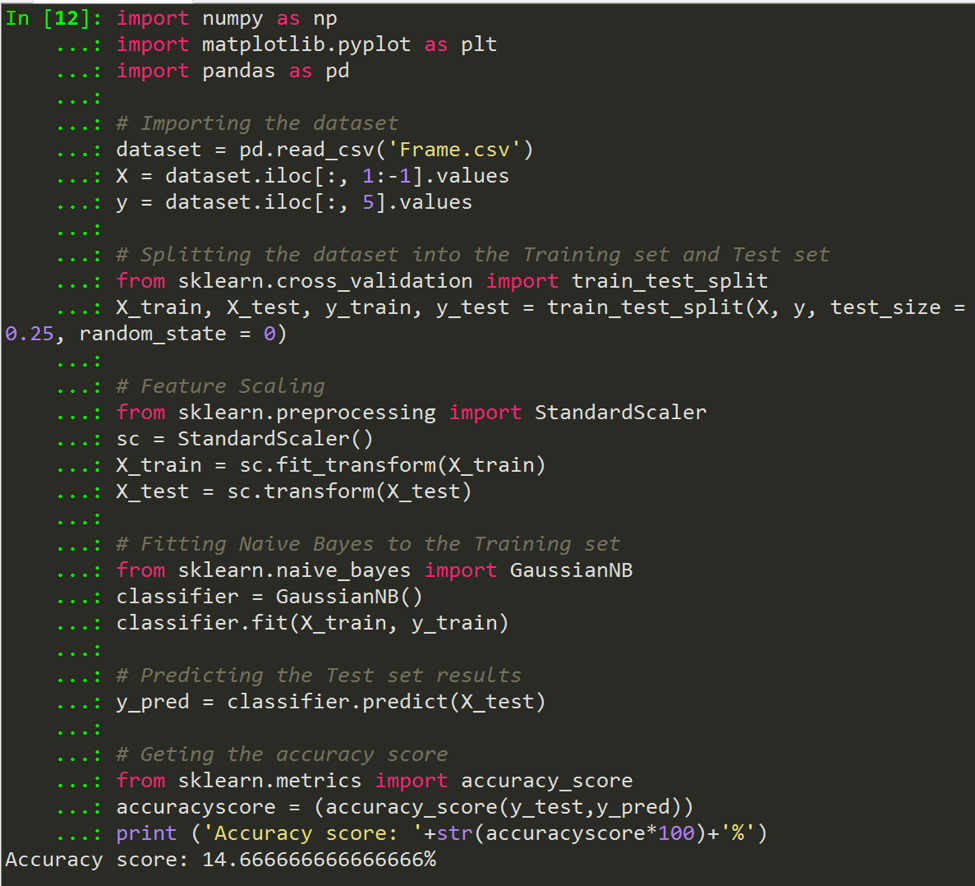 In [12]: import numpy as np
...: import matplotlib.pyplot as plt
...: import pandas as pd
...:
...: # Importing the dataset
...: dataset = pd.read_csv('Frame.csv')
...: X = dataset.iloc[:, 1:-1].values
...: y = dataset.iloc[:, 5].values
...:
...: # Splitting the dataset into the Training set and Test set
...: from sklearn.cross_validation import train_test_split
...: X_train, X_test, y_train, y_test = train_test_split(X, y, test_size =
0.25, random_state = 0)
...:
...: # Feature Scaling
...: from sklearn.preprocessing import StandardScaler
...: sc = StandardScaler()
...: X_train = sc.fit_transform(X_train)
...: X_test = sc.transform(X_test)
...:
...: # Fitting Naive Bayes to the Training set
...: from sklearn.naive_bayes import GaussianNB
...: classifier = GaussianNB()
...: classifier.fit(X_train, y_train)
...:
...: # Predicting the Test set results
...: y_pred = classifier.predict(X_test)
...:
...: # Geting the accuracy score
...: from sklearn.metrics import accuracy_score
...: accuracyscore = (accuracy_score(y_test,y_pred))
...: print ('Accuracy score: '+str(accuracyscore*100)+'%')
Accuracy score: 14.666666666666666%